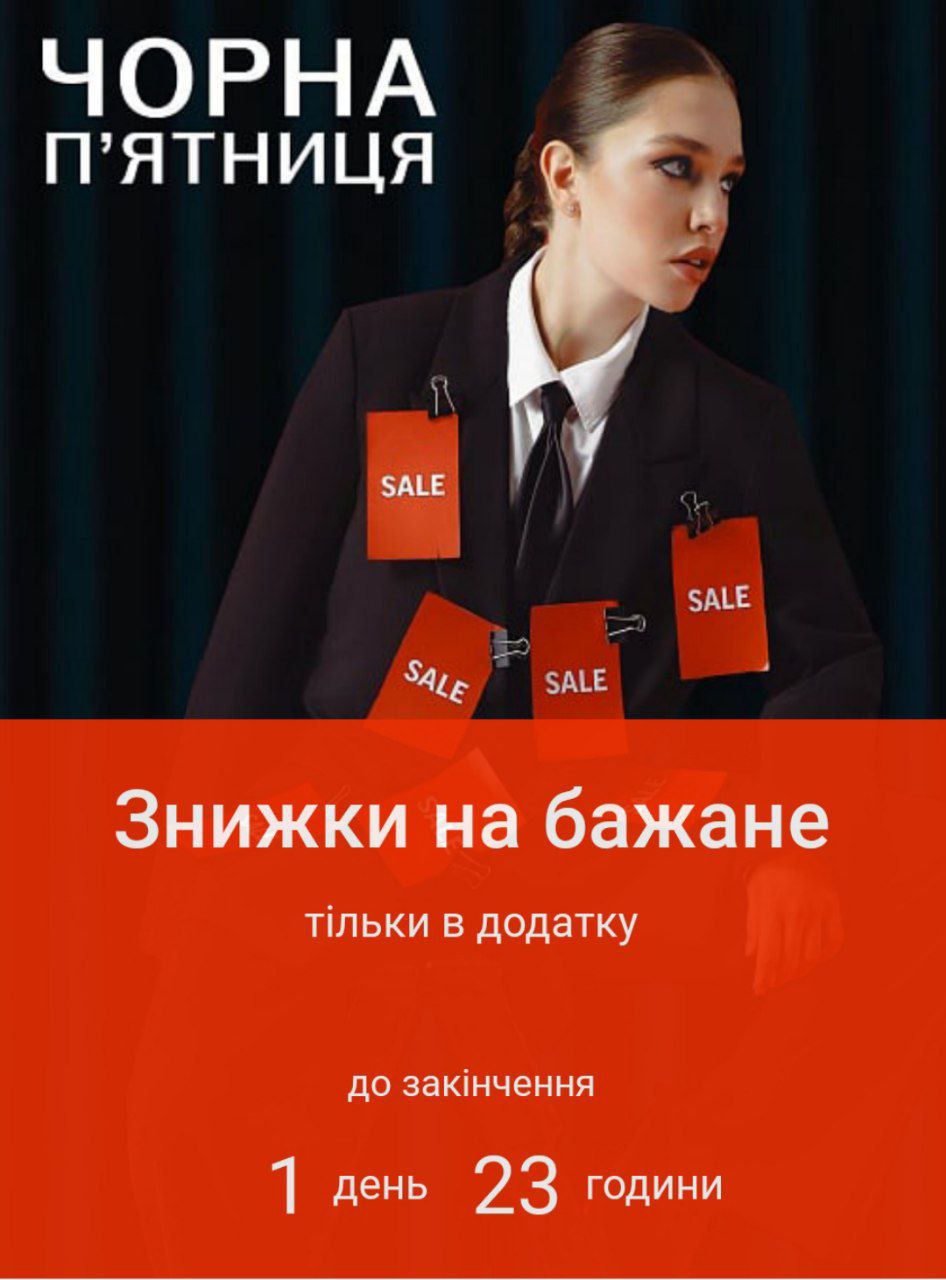 ЧОРНА
П’ЯТНИЦЯ
SALE
SALE
SALE
SALE
Знижки на бажане
тільки в додатку
до закінчення
1 день 23 години